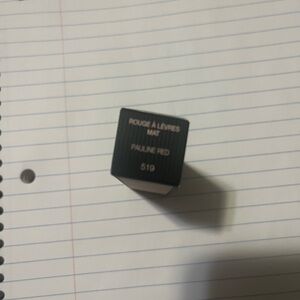 ROUGE À LÈVRES
MAT
PAULINE RED
519